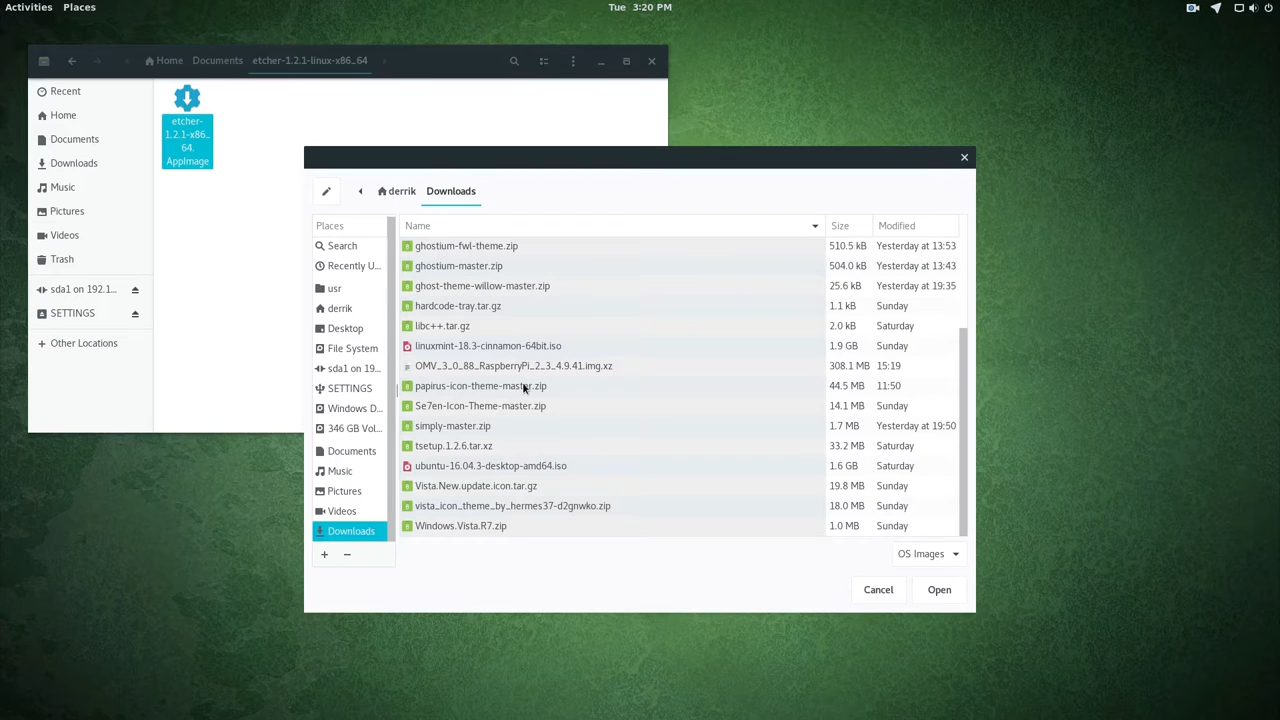 Activities Places Tue 3:20 PM
Home Documents etcher-1.2.1-linux-x86_64
Recent
Home
Documents
Downloads
Music
Pictures
Videos
Trash
sda1 on 192.1...
SETTINGS
Other Locations
etcher-
1.2.1-x86_
64.
AppImage
derrik Downloads
Places
Search
Recently U...
usr
derrik
Desktop
File System
sda1 on 19...
SETTINGS
Windows D...
346 GB Vol...
Documents
Music
Pictures
Videos
Downloads
Name Size Modified
ghostium-fwl-theme.zip 510.5 kB Yesterday at 13:53
ghostium-master.zip 504.0 kB Yesterday at 13:43
ghost-theme-willow-master.zip 25.6 kB Yesterday at 19:35
hardcode-tray.tar.gz 1.1 kB Sunday
libc++.tar.gz 2.0 kB Saturday
linuxmint-18.3-cinnamon-64bit.iso 1.9 GB Sunday
OMV_3_0_88_RaspberryPi_2_3_4.9.41.img.xz 308.1 MB 15:19
papirus-icon-theme-master.zip 44.5 MB 11:50
Se7en-Icon-Theme-master.zip 14.1 MB Sunday
simply-master.zip 1.7 MB Yesterday at 19:50
tsetup.1.2.6.tar.xz 33.2 MB Saturday
ubuntu-16.04.3-desktop-amd64.iso 1.6 GB Saturday
Vista.New.update.icon.tar.gz 19.8 MB Sunday
vista_icon_theme_by_hermes37-d2gnwko.zip 18.0 MB Sunday
Windows.Vista.R7.zip 1.0 MB Sunday
OS Images
Cancel Open